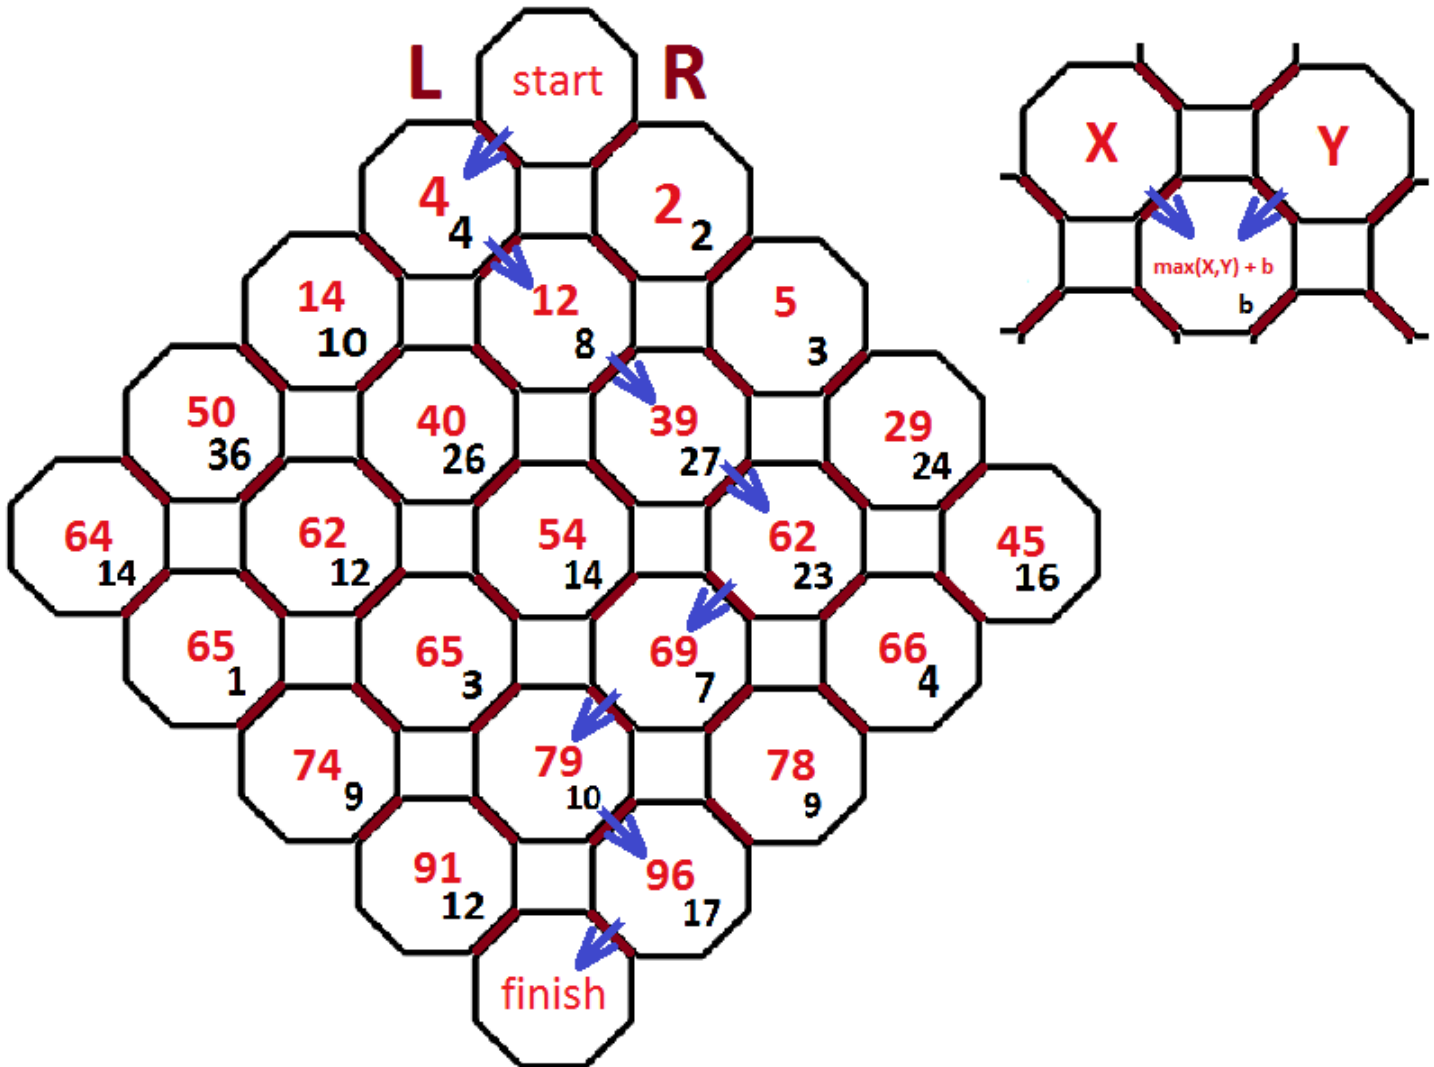 L start R
4 4 2 2
14 10 12 8 5 3
50 36 40 26 39 27 29 24
64 14 62 12 54 14 62 23 45 16
65 1 65 3 69 7 66 4
74 9 79 10 78 9
91 12 96 17
finish
X Y
max(X,Y) + b
b